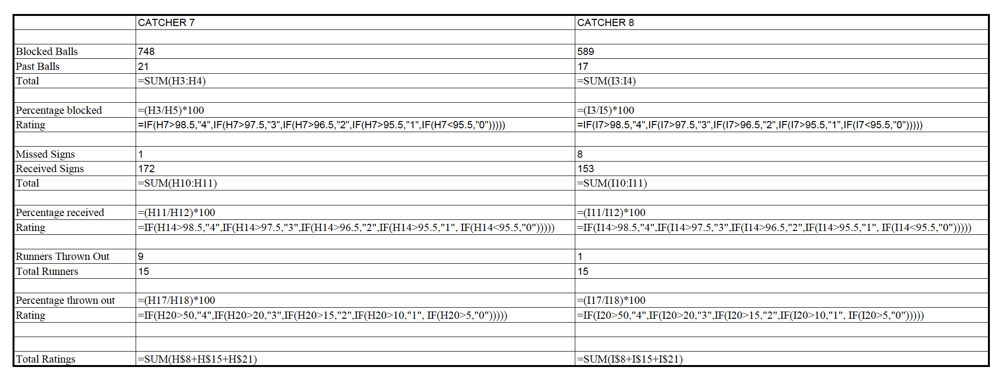 CATCHER 7 CATCHER 8
Blocked Balls 748 589
Past Balls 21 17
Total =SUM(H3:H4) =SUM(I3:I4)
Percentage blocked =(H3/H5)*100 =(I3/I5)*100
Rating =IF(H7>98.5,"4",IF(H7>97.5,"3",IF(H7>96.5,"2",IF(H7>95.5,"1",IF(H7<95.5,"0"))))) =IF(I7>98.5,"4",IF(I7>97.5,"3",IF(I7>96.5,"2",IF(I7>95.5,"1",IF(I7<95.5,"0")))))
Missed Signs 1 8
Received Signs 172 153
Total =SUM(H10:H11) =SUM(I10:I11)
Percentage received =(H11/H12)*100 =(I11/I12)*100
Rating =IF(H14>98.5,"4",IF(H14>97.5,"3",IF(H14>96.5,"2",IF(H14>95.5,"1", IF(H14<95.5,"0"))))) =IF(I14>98.5,"4",IF(I14>97.5,"3",IF(I14>96.5,"2",IF(I14>95.5,"1", IF(I14<95.5,"0")))))
Runners Thrown Out 9 1
Total Runners 15 15
Percentage thrown out =(H17/H18)*100 =(I17/I18)*100
Rating =IF(H20>50,"4",IF(H20>20,"3",IF(H20>15,"2",IF(H20>10,"1", IF(H20>5,"0"))))) =IF(I20>50,"4",IF(I20>20,"3",IF(I20>15,"2",IF(I20>10,"1", IF(I20>5,"0")))))
Total Ratings =SUM(H$8+H$15+H$21) =SUM(I$8+I$15+I$21)